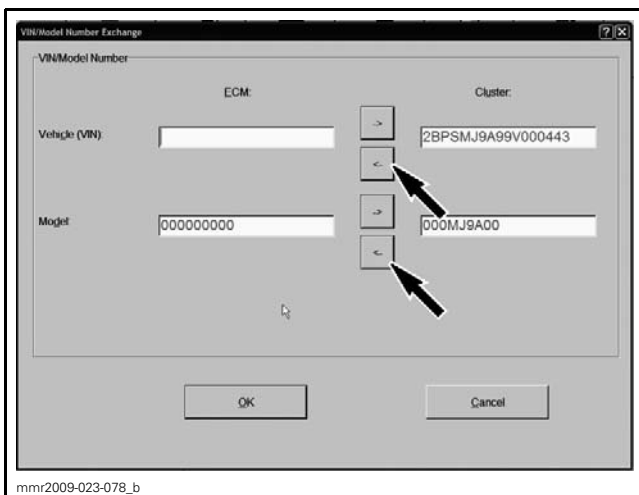 VIN/Model Number Exchange
VIN/Model Number
ECM: Cluster:
Vehicle (VIN): -> 2BPSMJ9A99V000443
<-
Model: 000000000 -> 000MJ9A00
<-
OK Cancel
mmr2009-023-078_b